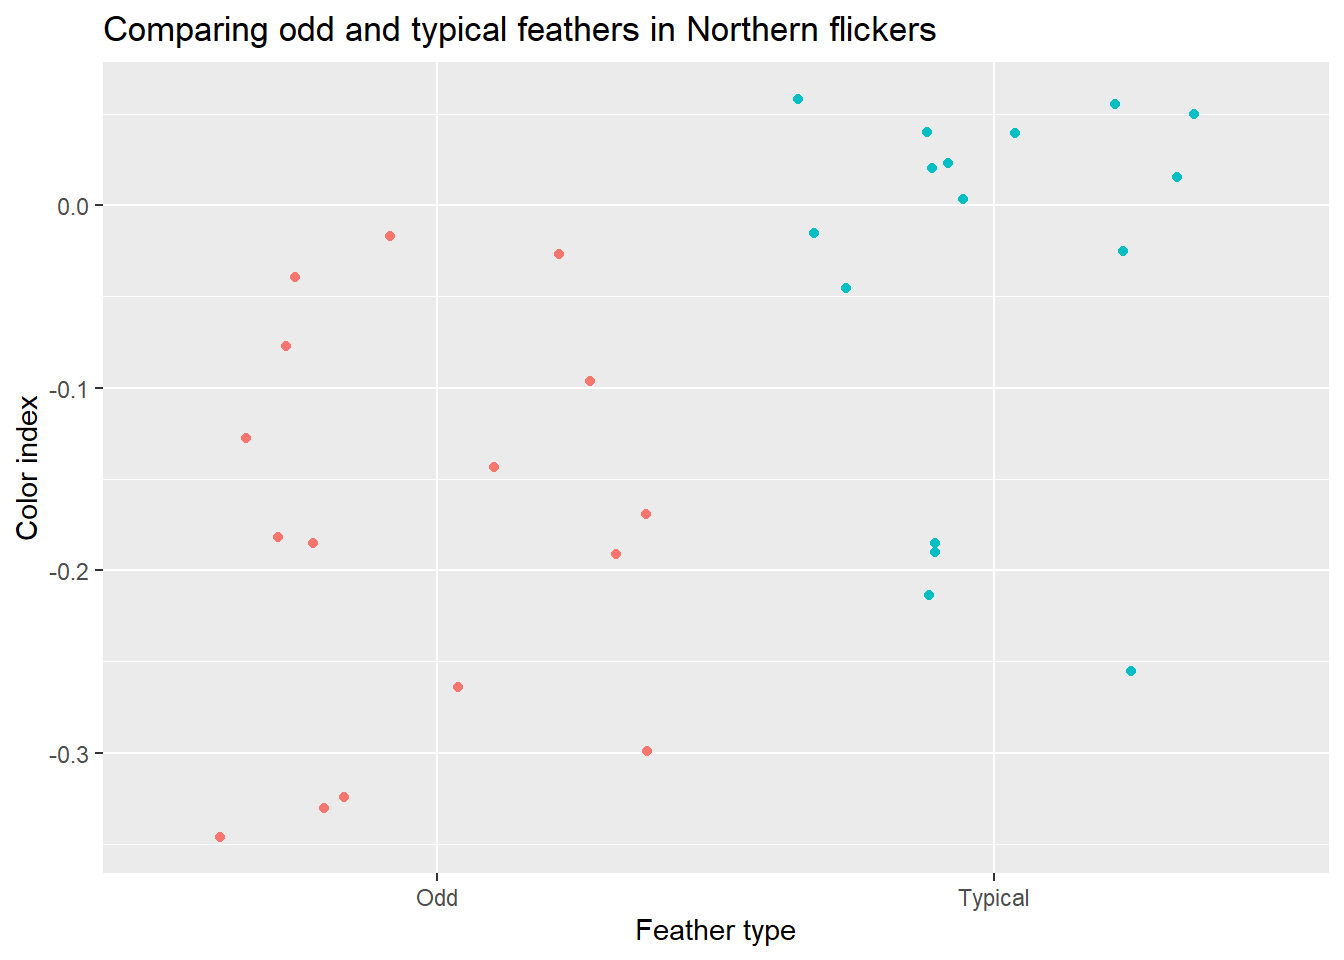 Comparing odd and typical feathers in Northern flickers
Color index
0.0
-0.1
-0.2
-0.3
Odd
Typical
Feather type